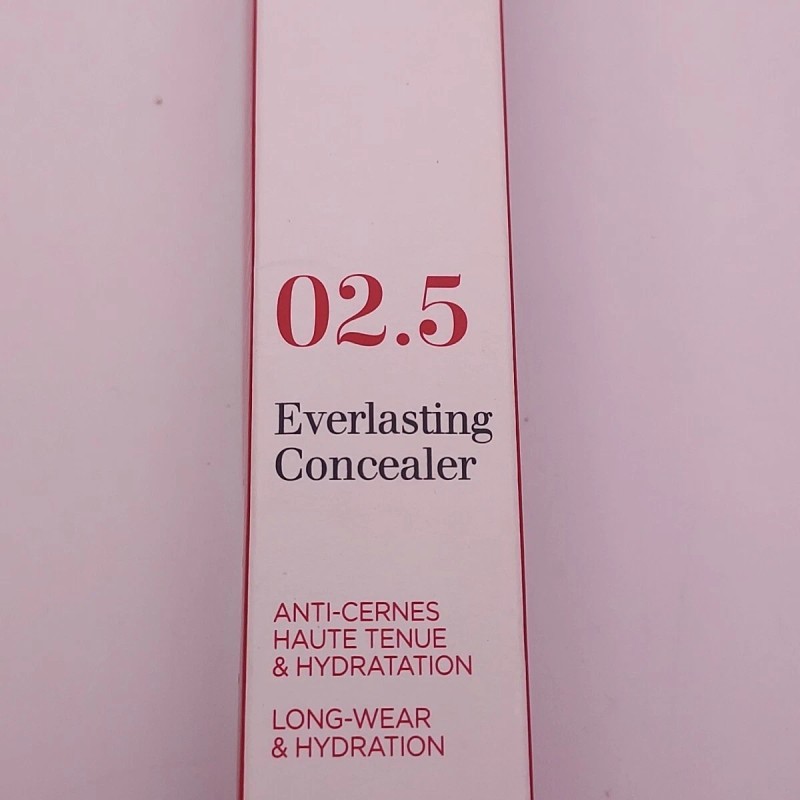 02.5
Everlasting
Concealer
ANTI-CERNES
HAUTE TENUE
& HYDRATATION
LONG-WEAR
& HYDRATION